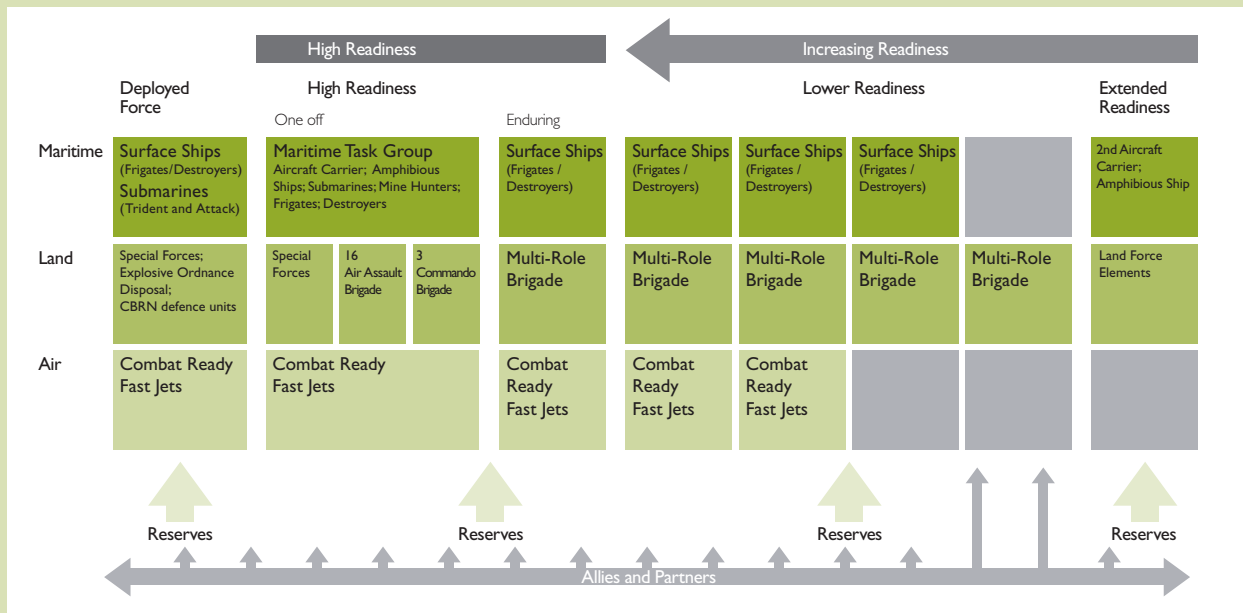 High Readiness
Increasing Readiness
Deployed
Force
High Readiness
Lower Readiness
Extended
Readiness
One off
Enduring
Maritime
Surface Ships
(Frigates/Destroyers)
Submarines
(Trident and Attack)
Maritime Task Group
Aircraft Carrier; Amphibious
Ships; Submarines; Mine Hunters;
Frigates; Destroyers
Surface Ships
(Frigates /
Destroyers)
Surface Ships
(Frigates /
Destroyers)
Surface Ships
(Frigates /
Destroyers)
Surface Ships
(Frigates /
Destroyers)
2nd Aircraft
Carrier;
Amphibious Ship
Land
Special Forces;
Explosive Ordnance
Disposal;
CBRN defence units
Special
Forces
16
Air Assault
Brigade
3
Commando
Brigade
Multi-Role
Brigade
Multi-Role
Brigade
Multi-Role
Brigade
Multi-Role
Brigade
Multi-Role
Brigade
Land Force
Elements
Air
Combat Ready
Fast Jets
Combat Ready
Fast Jets
Combat
Ready
Fast Jets
Combat
Ready
Fast Jets
Combat
Ready
Fast Jets
Reserves
Reserves
Reserves
Reserves
Allies and Partners